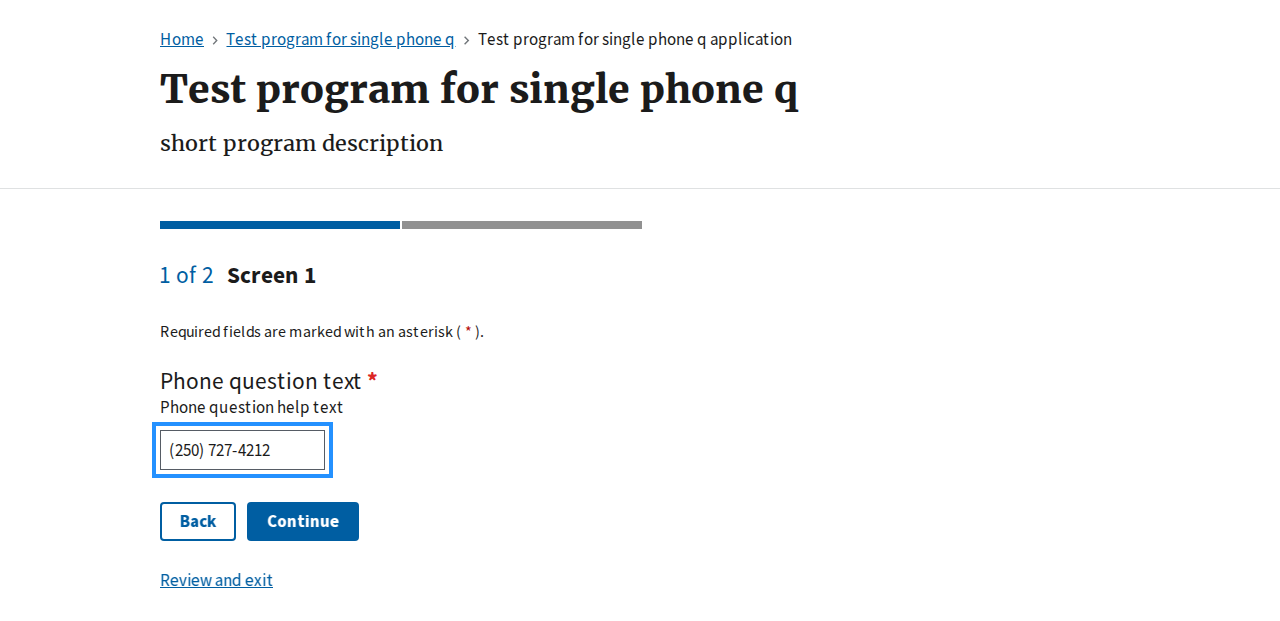 Home > Test program for single phone q > Test program for single phone q application
Test program for single phone q
short program description
1 of 2 Screen 1
Required fields are marked with an asterisk ( * ).
Phone question text *
Phone question help text
(250) 727-4212
Back Continue
Review and exit